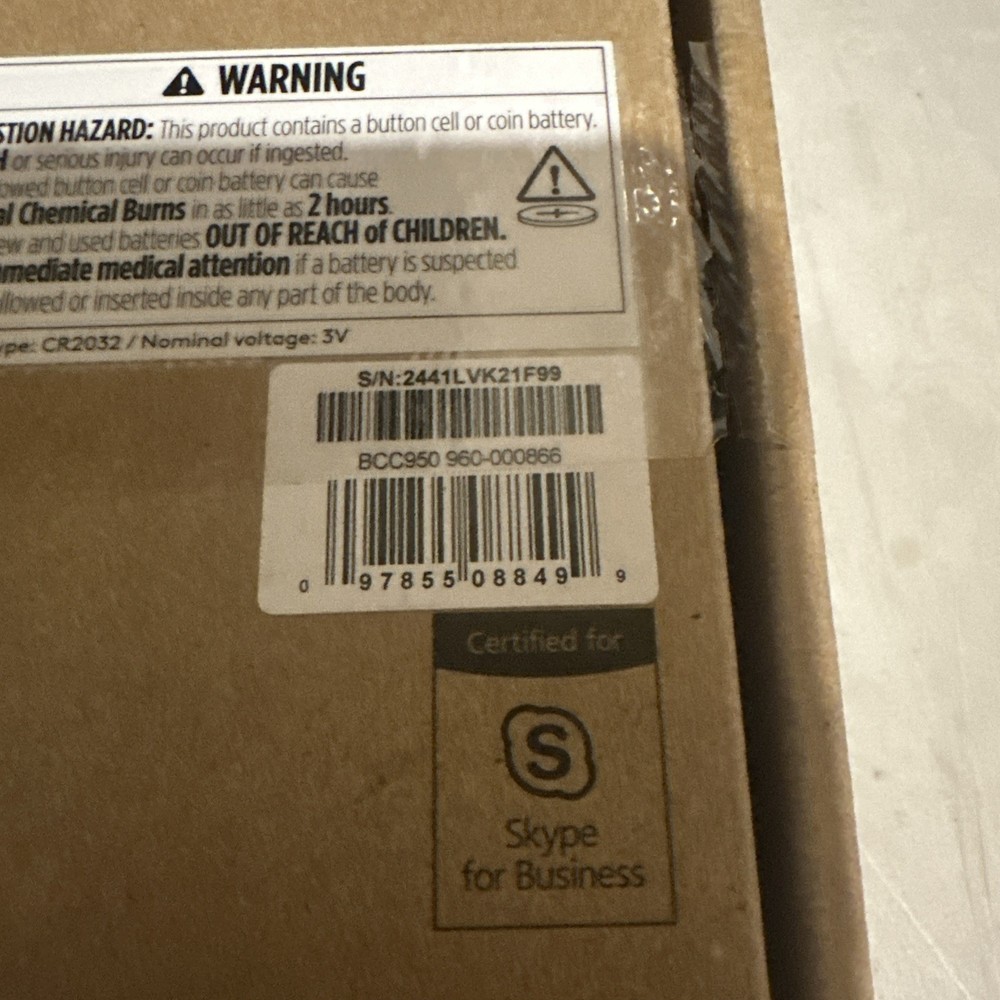 WARNING
STION HAZARD: This product contains a button cell or coin battery.
H or serious injury can occur if ingested.
owed button cell or coin battery can cause
al Chemical Burns in as little as 2 hours.
ew and used batteries OUT OF REACH of CHILDREN.
mmediate medical attention if a battery is suspected
llowed or inserted inside any part of the body.
ype: CR2032 / Nominal voltage: 3V
S/N:2441LVK21F99
BCC950 960-000866
0 97855 08849 9
Certified for
S
Skype
for Business